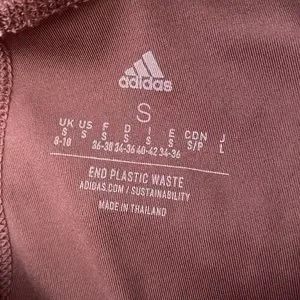 adidas
S
UK US F D I E CDN J
S S S S S S S/P L
8-10 36-38 34-36 40-42 34-36
END PLASTIC WASTE
ADIDAS.COM / SUSTAINABILITY
MADE IN THAILAND